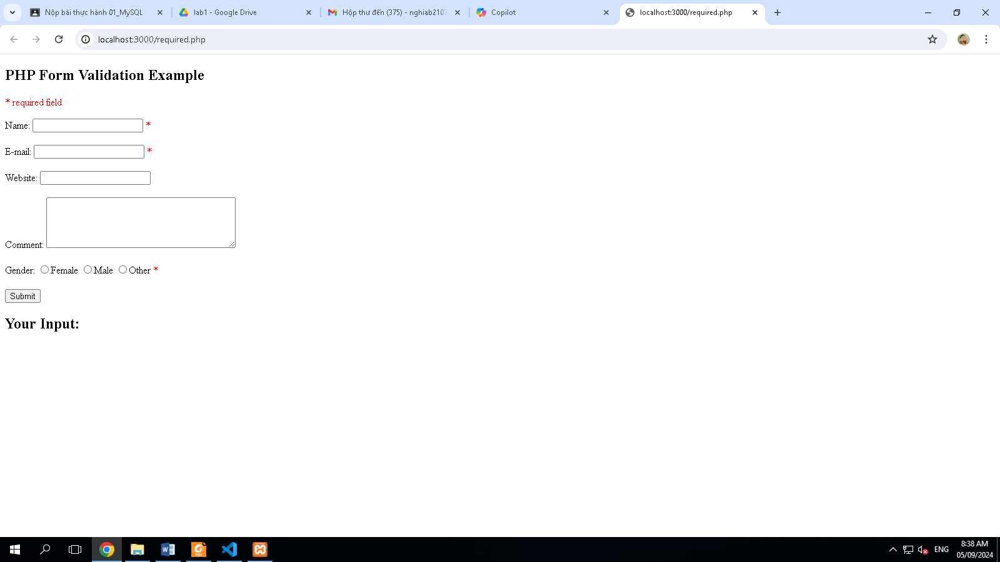 Nộp bài thực hành 01_MySQL
lab1 - Google Drive
Hộp thư đến (375) - nghiab2107
Copilot
localhost:3000/required.php
localhost:3000/required.php
PHP Form Validation Example
* required field
Name: *
E-mail: *
Website:
Comment:
Gender: Female Male Other *
Submit
Your Input:
ENG
8:38 AM
05/09/2024